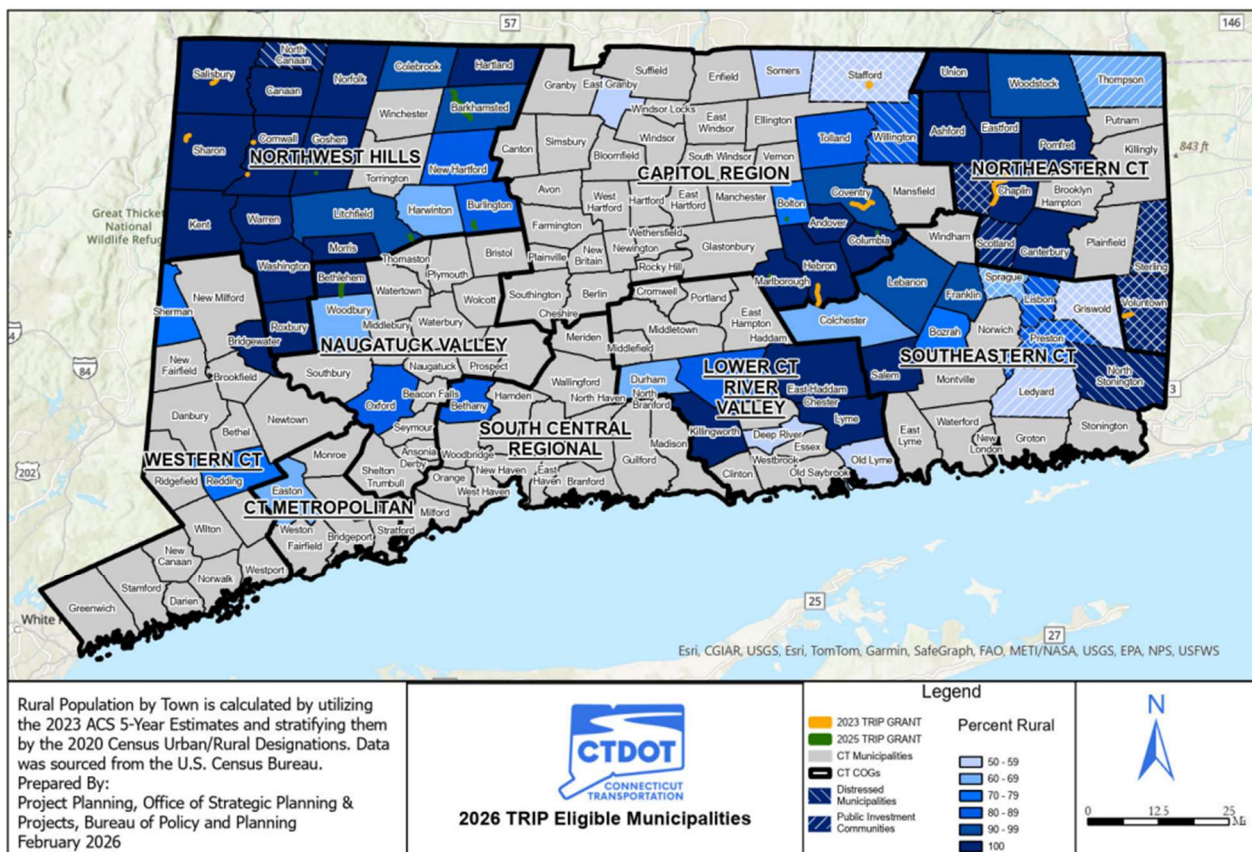 57
146
Salisbury
North
Canaan
Canaan
Norfolk
Colebrook
Hartland
Granby
East Granby
Suffield
Enfield
Somers
Stafford
Union
Woodstock
Thompson
Winchester
Barkhamsted
Windsor Locks
East
Windsor
Ellington
Tolland
Willington
Ashford
Eastford
Pomfret
Putnam
Killingly
Sharon
Cornwall
Goshen
NORTHWEST HILLS
Torrington
New Hartford
Canton
Simsbury
Bloomfield
Windsor
South Windsor
Vernon
CAPITOL REGION
NORTHEASTERN CT
843 ft
Great Thicket
National
Wildlife Refug
Kent
Warren
Litchfield
Harwinton
Burlington
Avon
West
Hartford
Hartford
East
Hartford
Manchester
Bolton
Coventry
Mansfield
Chaplin
Brooklyn
Hampton
Andover
Columbia
Windham
Scotland
Canterbury
Plainfield
Sterling
Morris
Washington
Bethlehem
Thomaston
Plymouth
Bristol
Farmington
Plainville
New
Britain
Newington
Wethersfield
Rocky Hill
Glastonbury
Marlborough
Hebron
Lebanon
Franklin
Sprague
Lisbon
Griswold
Voluntown
Sherman
New Milford
Roxbury
Bridgewater
Woodbury
Watertown
Wolcott
Middlebury
Waterbury
NAUGATUCK VALLEY
Southington
Berlin
Cheshire
Cromwell
Portland
Meriden
Middletown
Middlefield
East
Hampton
Haddam
Colchester
Bozrah
Norwich
Preston
SOUTHEASTERN CT
84
New
Fairfield
Brookfield
Southbury
Naugatuck
Prospect
Wallingford
Durham
LOWER CT
RIVER
VALLEY
East Haddam
Chester
Salem
Montville
Ledyard
North
Stonington
3
Danbury
Bethel
Newtown
Oxford
Beacon Falls
Bethany
Hamden
North Haven
North
Branford
SOUTH CENTRAL
REGIONAL
Madison
Killingworth
Deep River
Essex
Lyme
Waterford
East
Lyme
New
London
Groton
Stonington
202
WESTERN CT
Ridgefield
Redding
Monroe
Seymour
Ansonia
Derby
Woodbridge
Shelton
Trumbull
Orange
New Haven
West Haven
East
Haven
Branford
Guilford
Clinton
Westbrook
Old Saybrook
Old Lyme
Easton
CT METROPOLITAN
Milford
Stratford
Bridgeport
Fairfield
Weston
Wilton
New
Canaan
Norwalk
Westport
Stamford
Darien
Greenwich
White
25
27
Esri, CGIAR, USGS, Esri, TomTom, Garmin, SafeGraph, FAO, METI/NASA, USGS, EPA, NPS, USFWS
Rural Population by Town is calculated by utilizing
the 2023 ACS 5-Year Estimates and stratifying them
by the 2020 Census Urban/Rural Designations. Data
was sourced from the U.S. Census Bureau.
Prepared By:
Project Planning, Office of Strategic Planning &
Projects, Bureau of Policy and Planning
February 2026
CTDOT
CONNECTICUT
TRANSPORTATION
2026 TRIP Eligible Municipalities
Legend
2023 TRIP GRANT
2025 TRIP GRANT
CT Municipalities
CT COGs
Distressed
Municipalities
Public Investment
Communities
Percent Rural
50 - 59
60 - 69
70 - 79
80 - 89
90 - 99
100
N
0 12.5 25
Mi